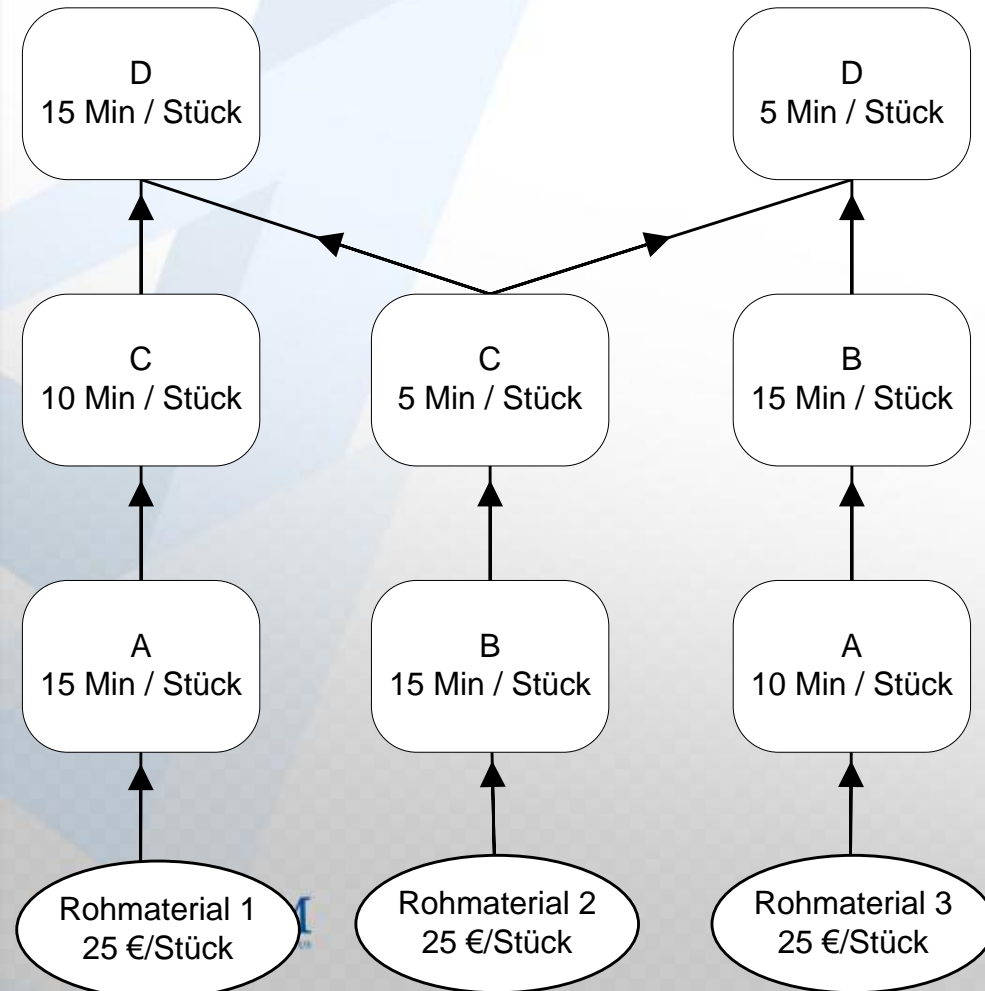 D
15 Min / Stück
D
5 Min / Stück
C
10 Min / Stück
C
5 Min / Stück
B
15 Min / Stück
A
15 Min / Stück
B
15 Min / Stück
A
10 Min / Stück
Rohmaterial 1
25 €/Stück
Rohmaterial 2
25 €/Stück
Rohmaterial 3
25 €/Stück